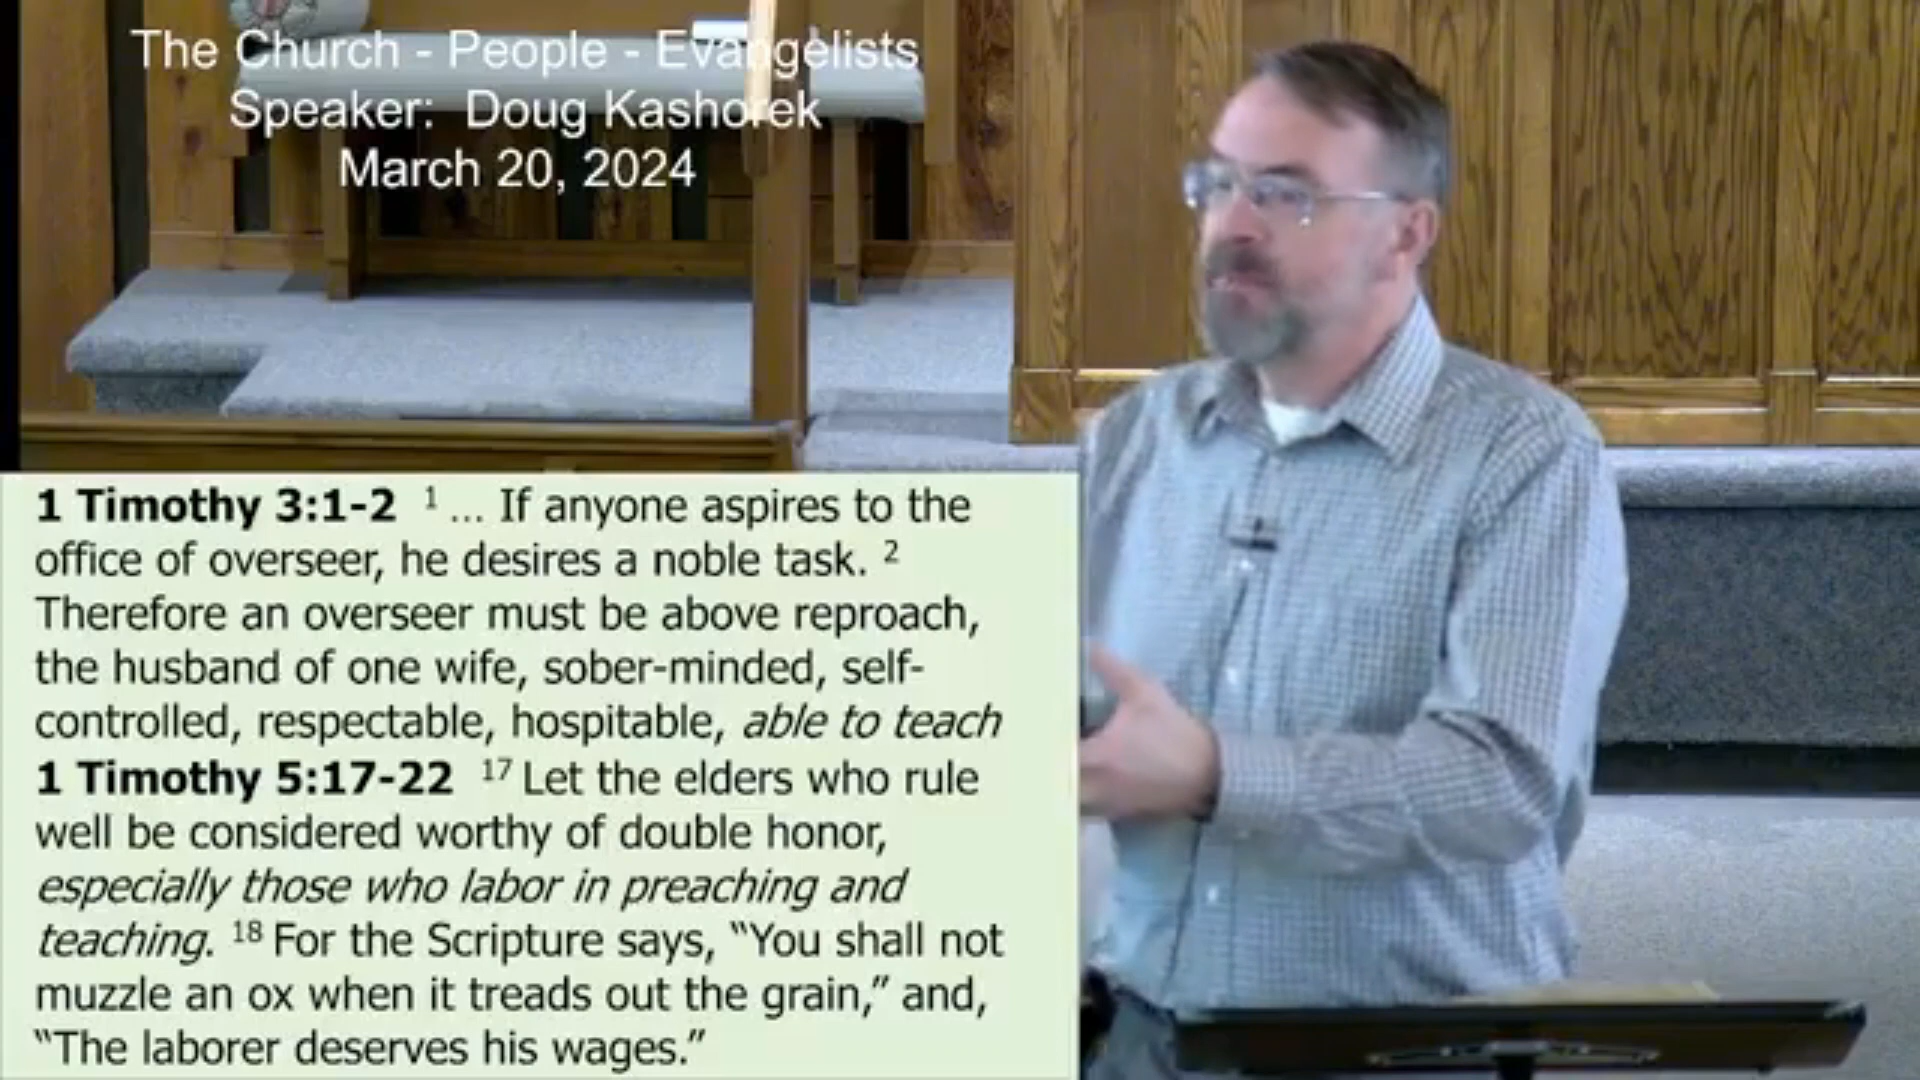 The Church - People - Evangelists
Speaker:  Doug Kashorek
March 20, 2024
1 Timothy 3:1-2  1 ... If anyone aspires to the
office of overseer, he desires a noble task. 2
Therefore an overseer must be above reproach,
the husband of one wife, sober-minded, self-
controlled, respectable, hospitable, able to teach
1 Timothy 5:17-22  17 Let the elders who rule
well be considered worthy of double honor,
especially those who labor in preaching and
teaching. 18 For the Scripture says, “You shall not
muzzle an ox when it treads out the grain,” and,
“The laborer deserves his wages.”